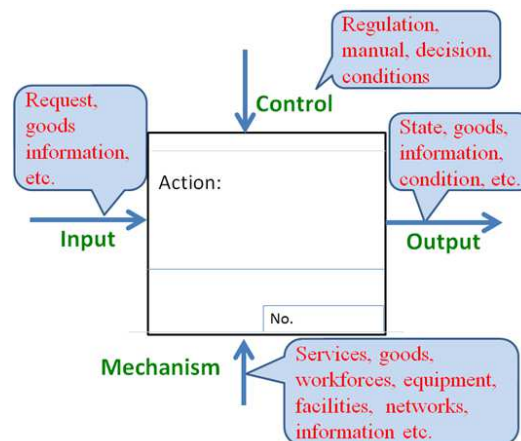 Regulation,
manual, decision,
conditions
Control
Request,
goods
information,
etc.
Input
Action:
No.
State, goods,
information,
condition, etc.
Output
Mechanism
Services, goods,
workforces, equipment,
facilities, networks,
information etc.